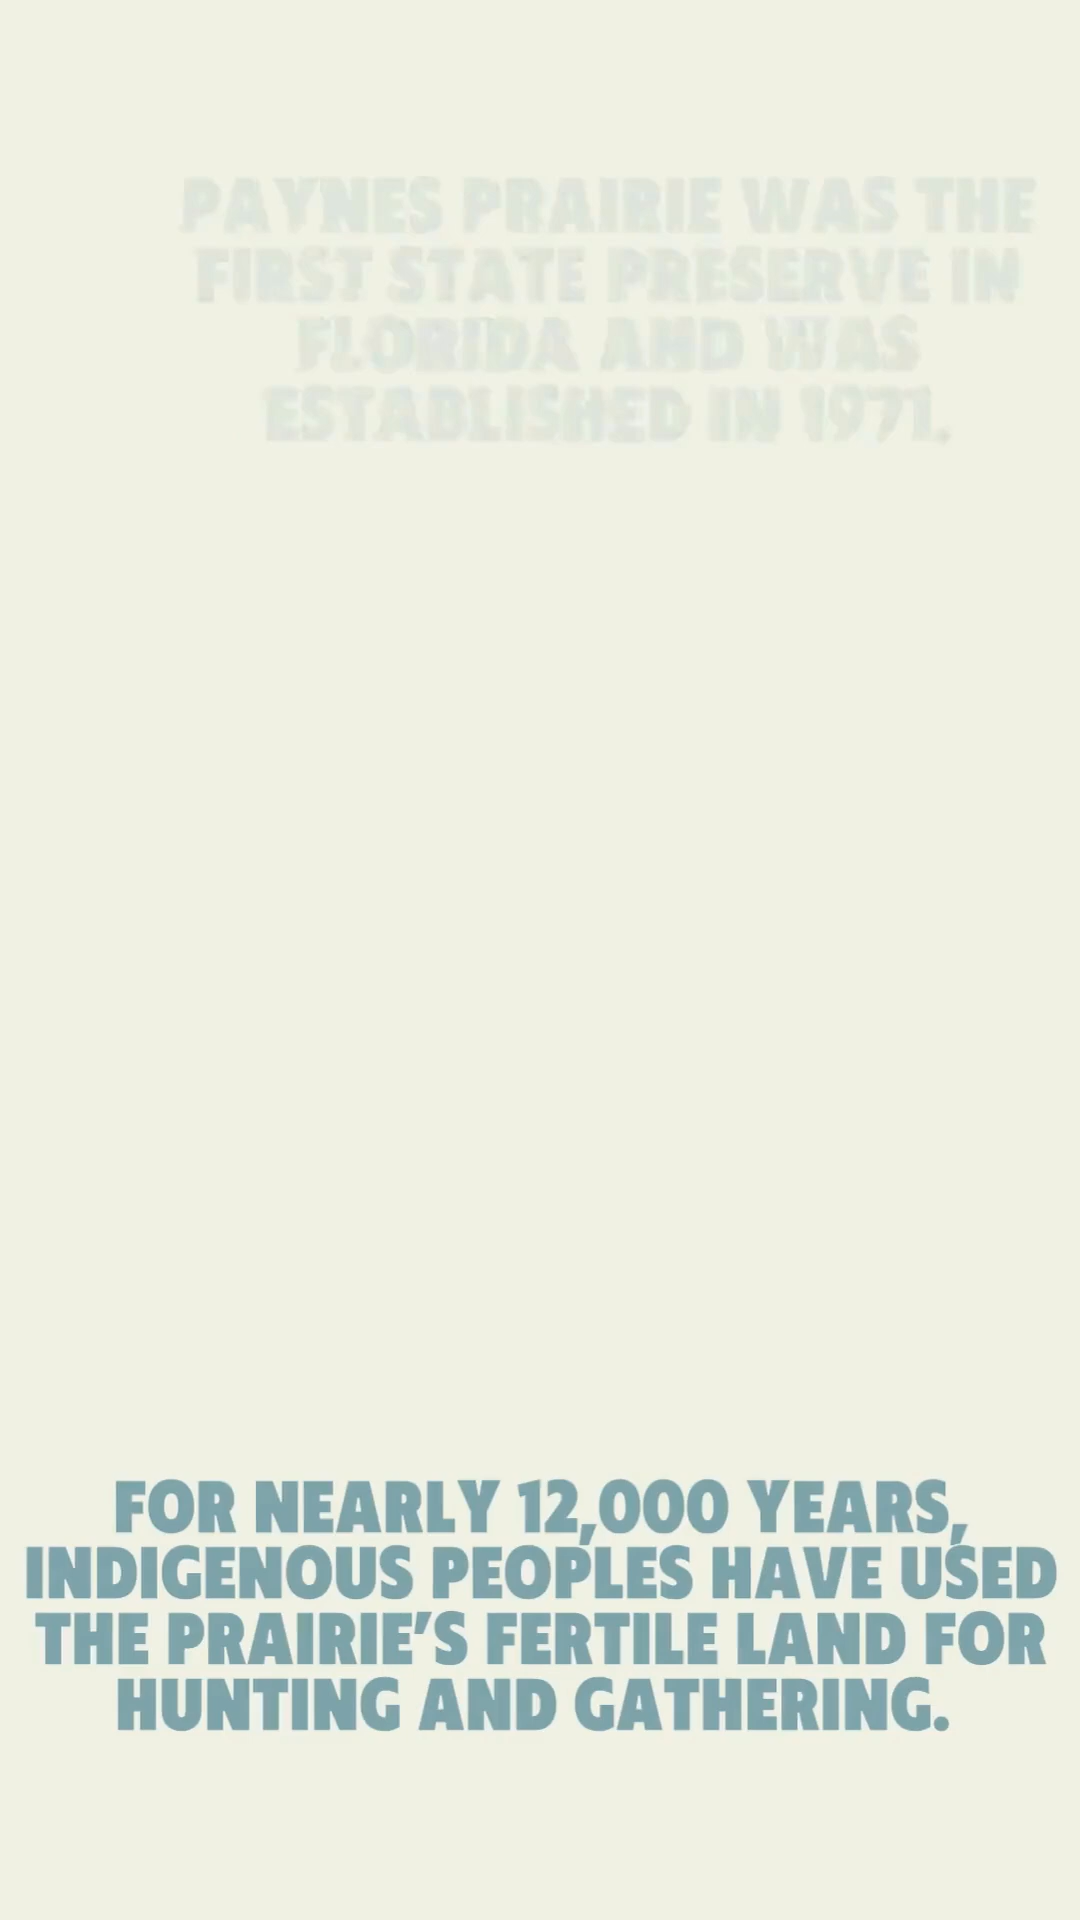 PAYNES PRAIRIE WAS THE
FIRST STATE PRESERVE IN
FLORIDA AND WAS
ESTABLISHED IN 1971.
FOR NEARLY 12,000 YEARS,
INDIGENOUS PEOPLES HAVE USED
THE PRAIRIE’S FERTILE LAND FOR
HUNTING AND GATHERING.